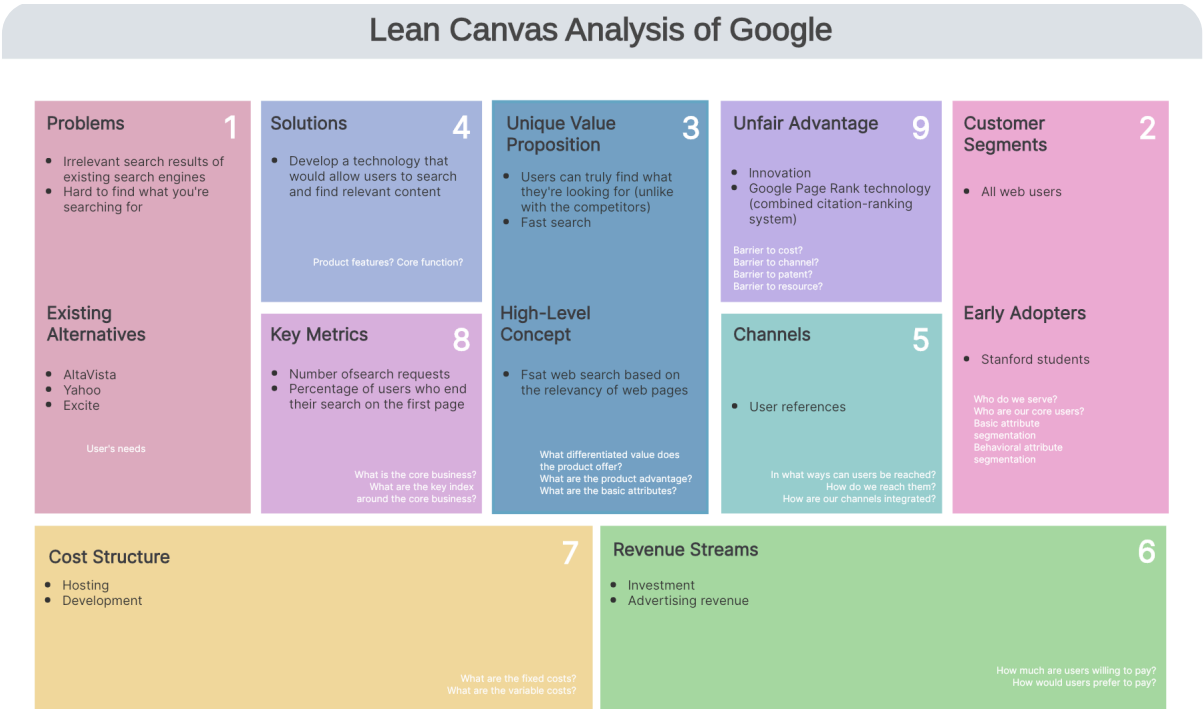 Lean Canvas Analysis of Google
Problems
1
Irrelevant search results of
existing search engines
Hard to find what you're
searching for
Existing
Alternatives
AltaVista
Yahoo
Excite
User's needs
Solutions
4
Develop a technology that
would allow users to search
and find relevant content
Product features? Core function?
Key Metrics
8
Number ofsearch requests
Percentage of users who end
their search on the first page
What is the core business?
What are the key index
around the core business?
Unique Value
Proposition
3
Users can truly find what
they're looking for (unlike
with the competitors)
Fast search
High-Level
Concept
Fsat web search based on
the relevancy of web pages
What differentiated value does
the product offer?
What are the product advantage?
What are the basic attributes?
Unfair Advantage
9
Innovation
Google Page Rank technology
(combined citation-ranking
system)
Barrier to cost?
Barrier to channel?
Barrier to patent?
Barrier to resource?
Channels
5
User references
In what ways can users be reached?
How do we reach them?
How are our channels integrated?
Customer
Segments
2
All web users
Early Adopters
Stanford students
Who do we serve?
Who are our core users?
Basic attribute
segmentation
Behavioral attribute
segmentation
Cost Structure
7
Hosting
Development
What are the fixed costs?
What are the variable costs?
Revenue Streams
6
Investment
Advertising revenue
How much are users willing to pay?
How would users prefer to pay?